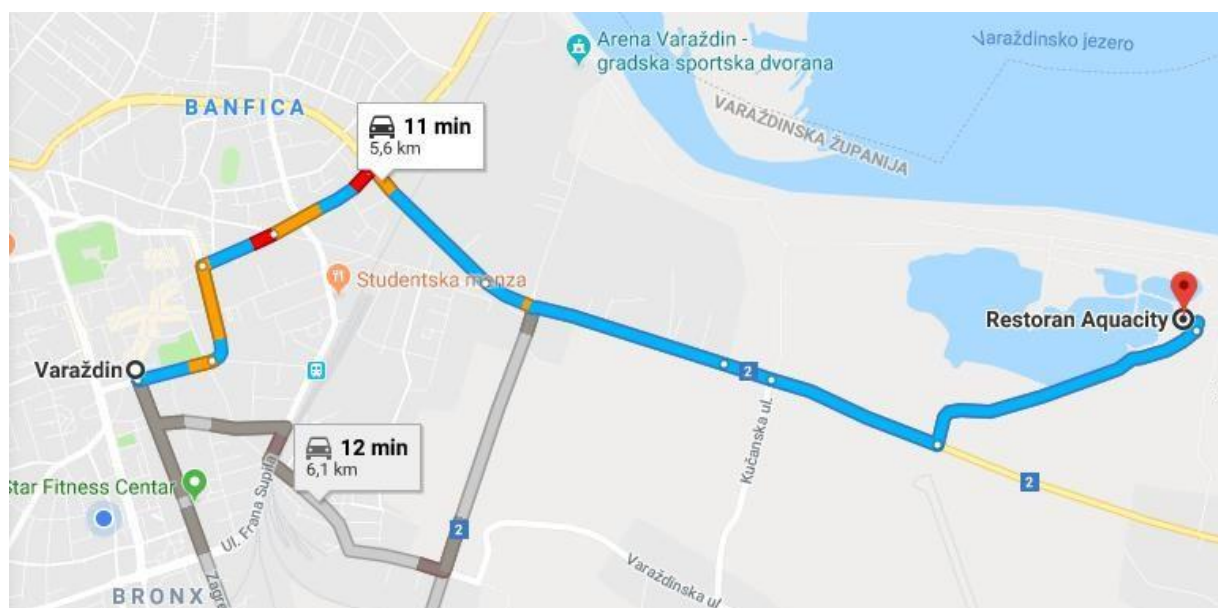 Arena Varaždin -
gradska sportska dvorana
Varaždinsko jezero
BANFICA
11 min
5,6 km
VARAŽDINSKA ŽUPANIJA
Studentska menza
Restoran Aquacity
Varaždin
2
Kučanska ul.
12 min
6,1 km
Star Fitness Centar
Ul. Frana Supila
2
2
Varaždinska ul
BRONX
Zagre